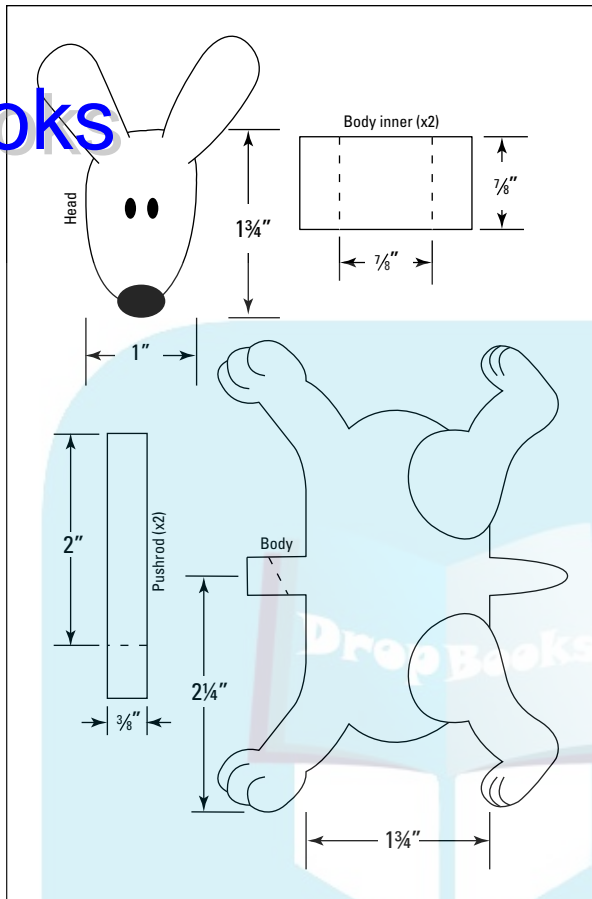 oks
Body inner (x2)
Head
1¾"
⅞"
⅞"
1"
2"
Pushrod (x2)
Body
DropBooks
2¼"
⅜"
1¾"